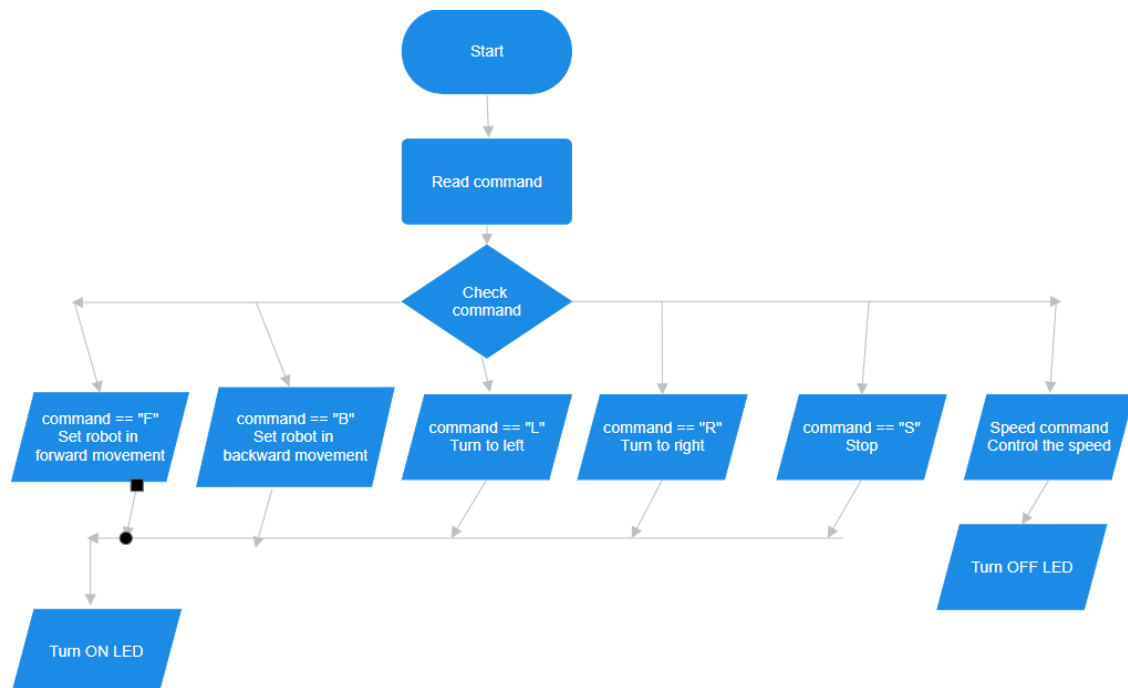 Start
Read command
Check
command
command == "F"
Set robot in
forward movement
command == "B"
Set robot in
backward movement
command == "L"
Turn to left
command == "R"
Turn to right
command == "S"
Stop
Speed command
Control the speed
Turn OFF LED
Turn ON LED